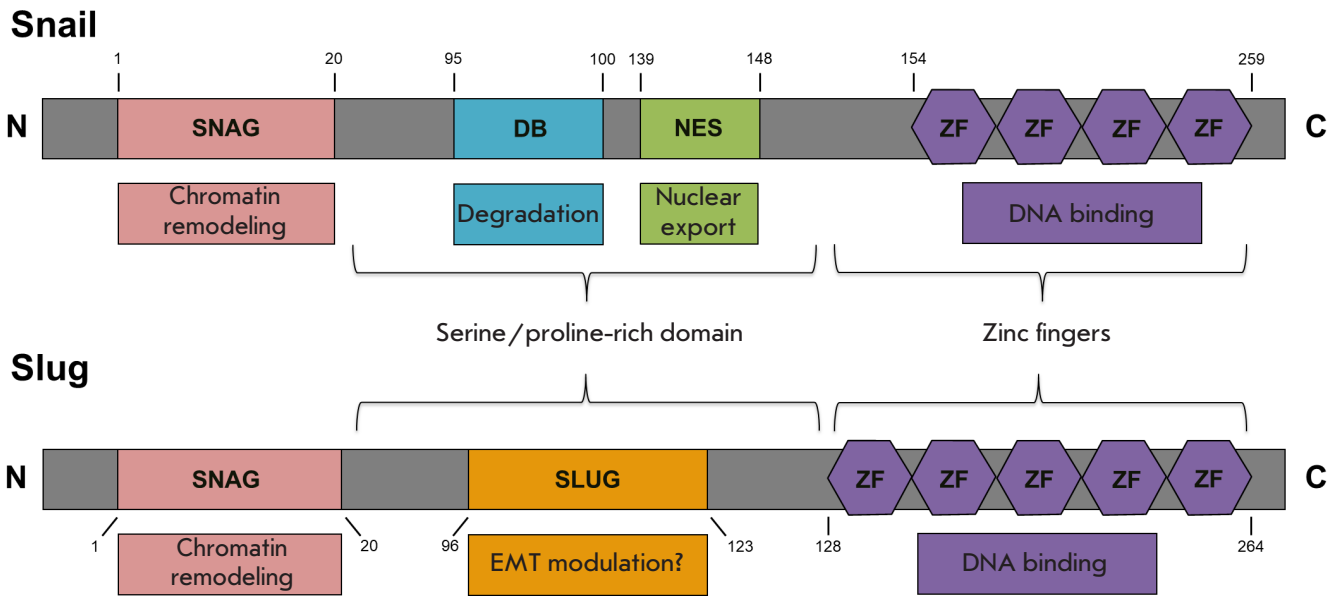 Snail
1 20 95 100 139 148 154 259
N SNAG DB NES ZF ZF ZF ZF C
Chromatin
remodeling
Degradation
Nuclear
export
DNA binding
Serine/proline-rich domain
Zinc fingers
Slug
N SNAG SLUG ZF ZF ZF ZF ZF C
1 20 96 123 128 264
Chromatin
remodeling
EMT modulation?
DNA binding